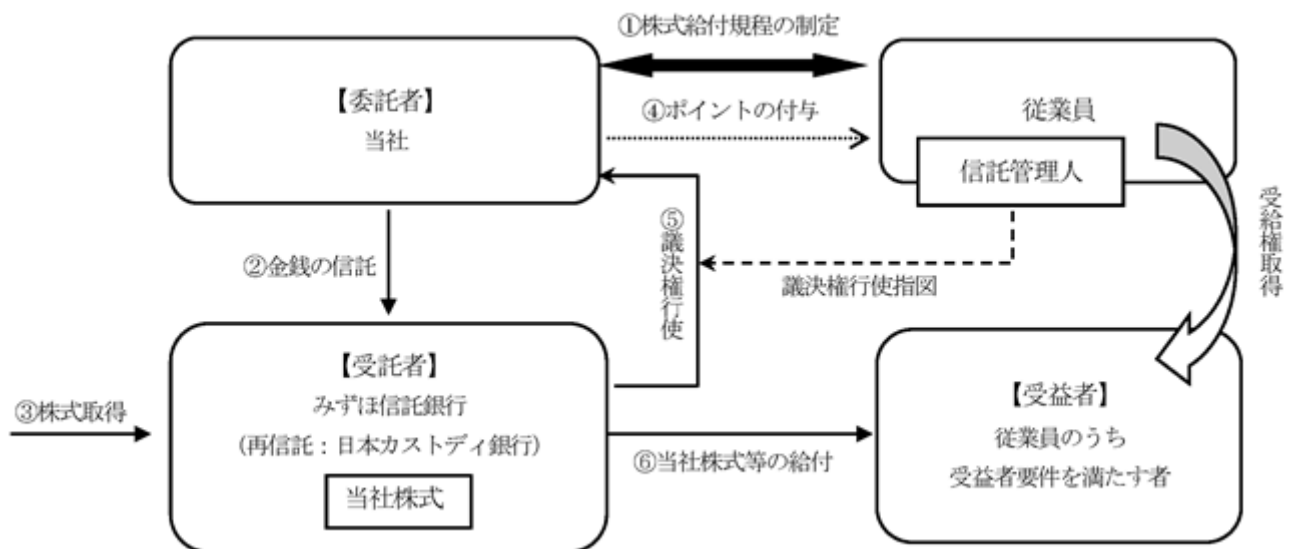 ①株式給付規程の制定
【委託者】
当社
④ポイントの付与
従業員
信託管理人
受給権取得
②金銭の信託
⑤議決権行使
議決権行使指図
③株式取得
【受託者】
みずほ信託銀行
(再信託：日本カストディ銀行)
当社株式
⑥当社株式等の給付
【受益者】
従業員のうち
受益者要件を満たす者